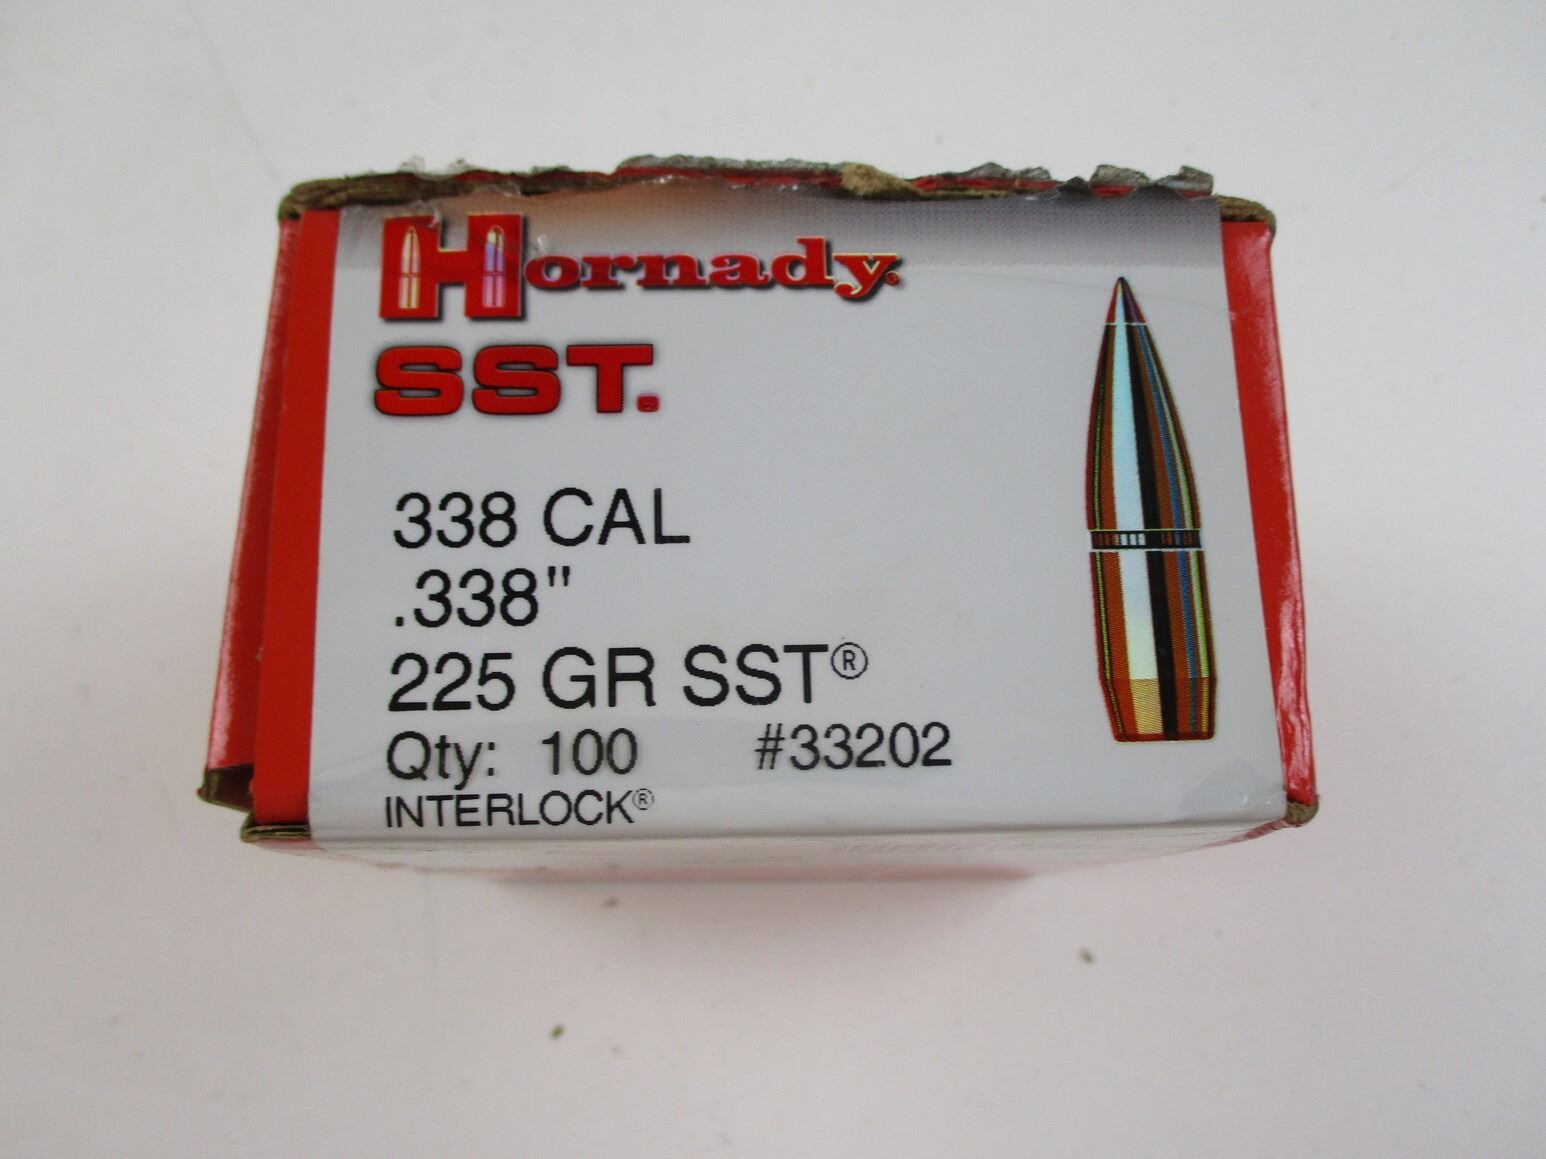 Hornady®
SST®
338 CAL
.338"
225 GR SST®
Qty: 100 #33202
INTERLOCK®